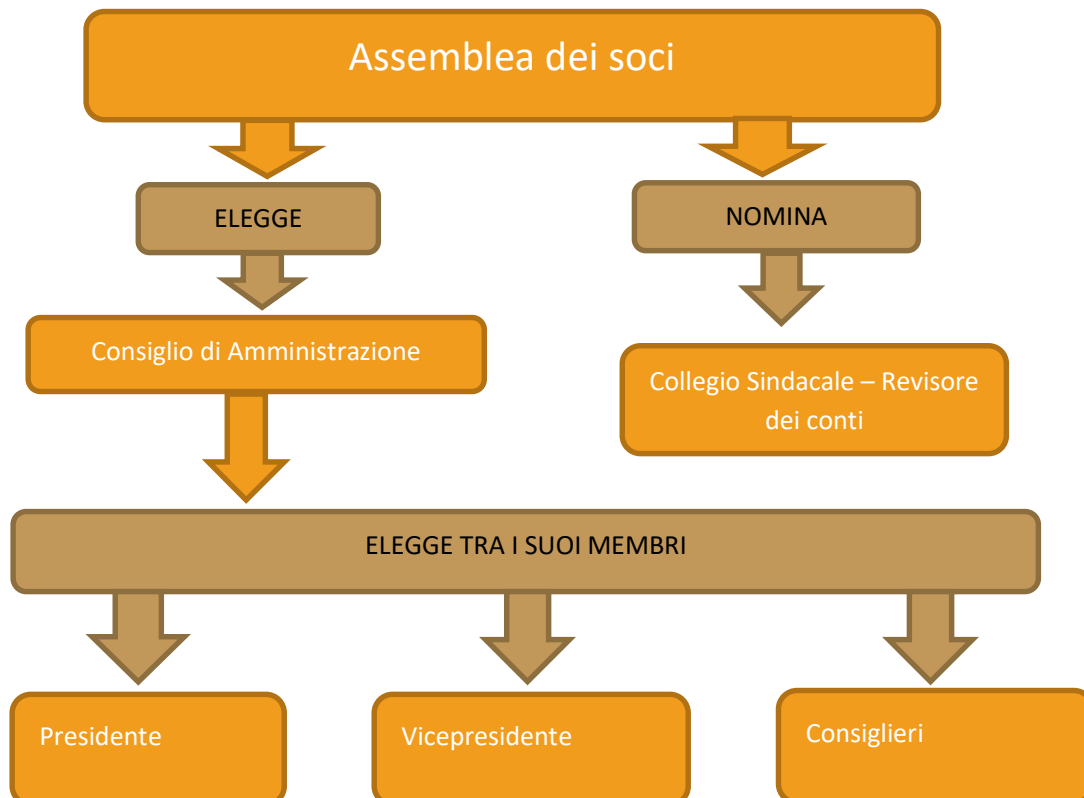 Assemblea dei soci
ELEGGE
NOMINA
Consiglio di Amministrazione
Collegio Sindacale – Revisore
dei conti
ELEGGE TRA I SUOI MEMBRI
Presidente
Vicepresidente
Consiglieri